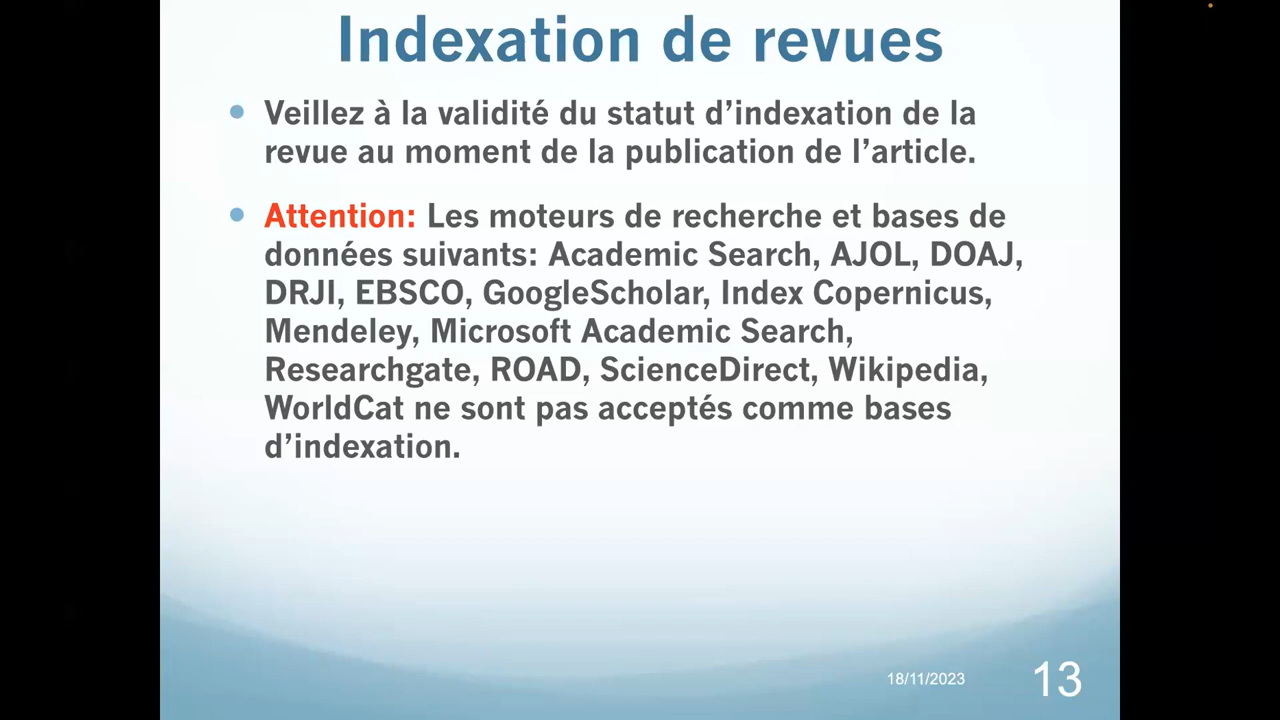 Indexation de revues
• Veillez à la validité du statut d’indexation de la
revue au moment de la publication de l’article.
• Attention: Les moteurs de recherche et bases de
données suivants: Academic Search, AJOL, DOAJ,
DRJI, EBSCO, GoogleScholar, Index Copernicus,
Mendeley, Microsoft Academic Search,
Researchgate, ROAD, ScienceDirect, Wikipedia,
WorldCat ne sont pas acceptés comme bases
d’indexation.
18/11/2023
13